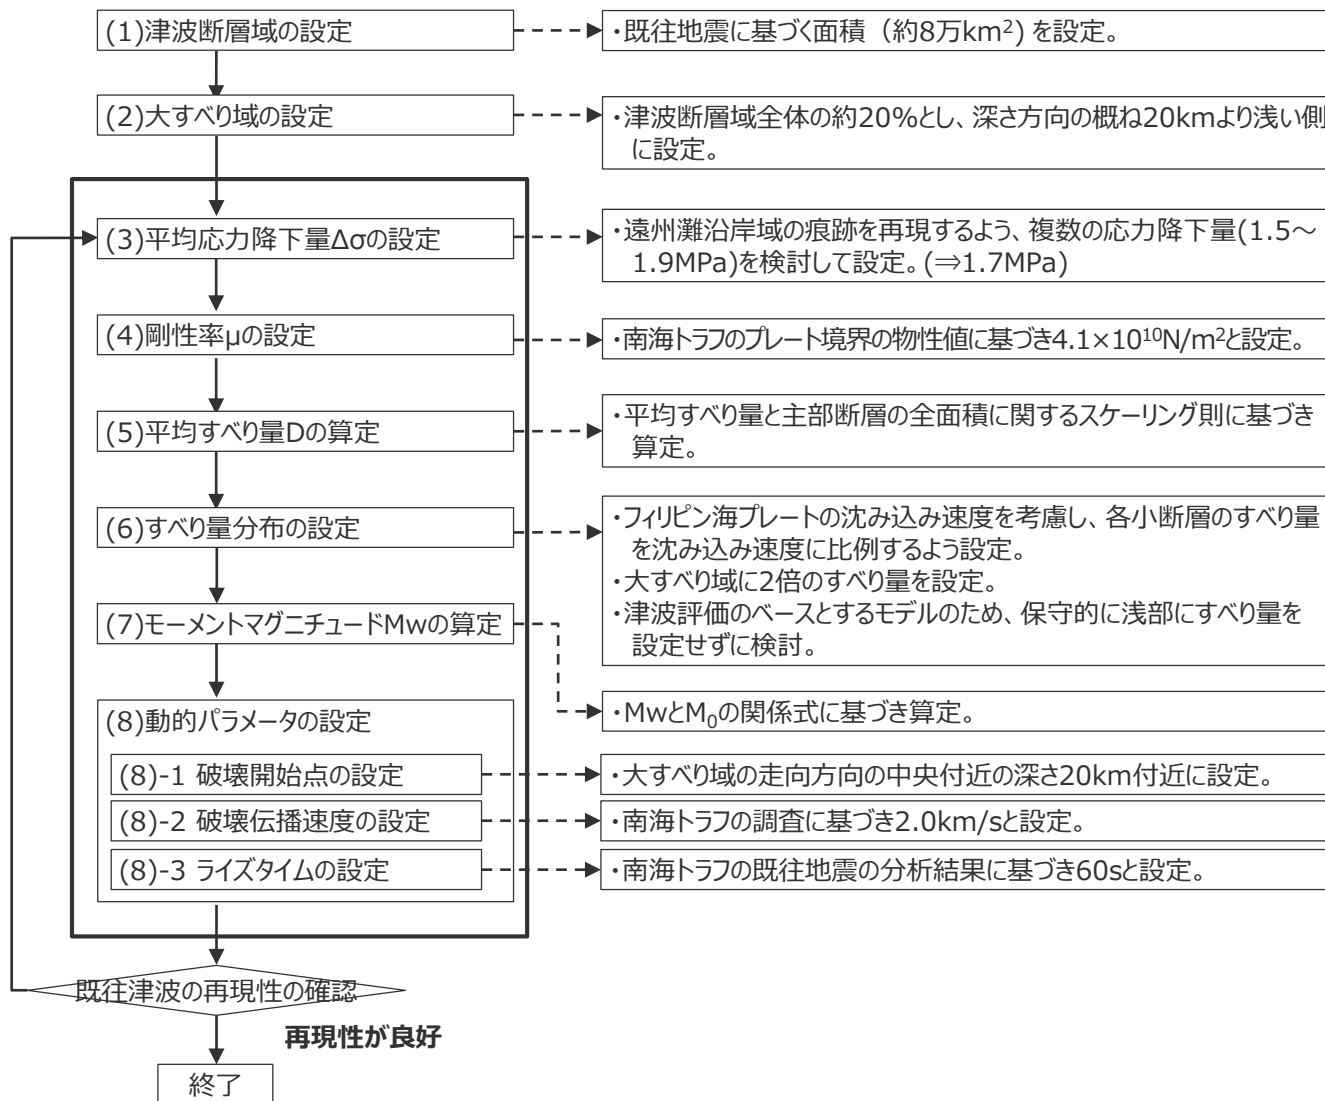 (1)津波断層域の設定
・既往地震に基づく面積（約8万km²) を設定。
(2)大すべり域の設定
・津波断層域全体の約20%とし、深さ方向の概ね20kmより浅い側
に設定。
(3)平均応力降下量Δσの設定
・遠州灘沿岸域の痕跡を再現するよう、複数の応力降下量(1.5～
1.9MPa)を検討して設定。(⇒1.7MPa)
(4)剛性率μの設定
・南海トラフのプレート境界の物性値に基づき4.1×10¹⁰N/m²と設定。
(5)平均すべり量Dの算定
・平均すべり量と主部断層の全面積に関するスケーリング則に基づき
算定。
(6)すべり量分布の設定
・フィリピン海プレートの沈み込み速度を考慮し、各小断層のすべり量
を沈み込み速度に比例するよう設定。
・大すべり域に2倍のすべり量を設定。
・津波評価のベースとするモデルのため、保守的に浅部にすべり量を
設定せずに検討。
(7)モーメントマグニチュードMwの算定
・MwとM₀の関係式に基づき算定。
(8)動的パラメータの設定
(8)-1 破壊開始点の設定
・大すべり域の走向方向の中央付近の深さ20km付近に設定。
(8)-2 破壊伝播速度の設定
・南海トラフの調査に基づき2.0km/sと設定。
(8)-3 ライズタイムの設定
・南海トラフの既往地震の分析結果に基づき60sと設定。
既往津波の再現性の確認
再現性が良好
終了